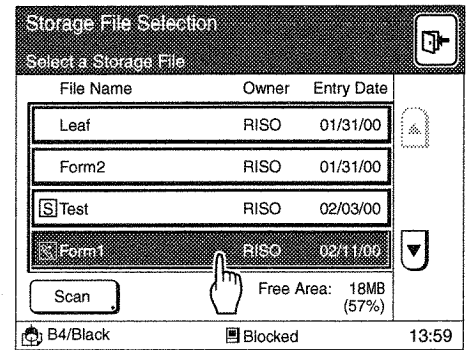 Storage File Selection
Select a Storage File
File Name Owner Entry Date
Leaf RISO 01/31/00
Form2 RISO 01/31/00
S Test RISO 02/03/00
Form1 RISO 02/11/00
Scan Free Area: 18MB
(57%)
B4/Black Blocked 13:59